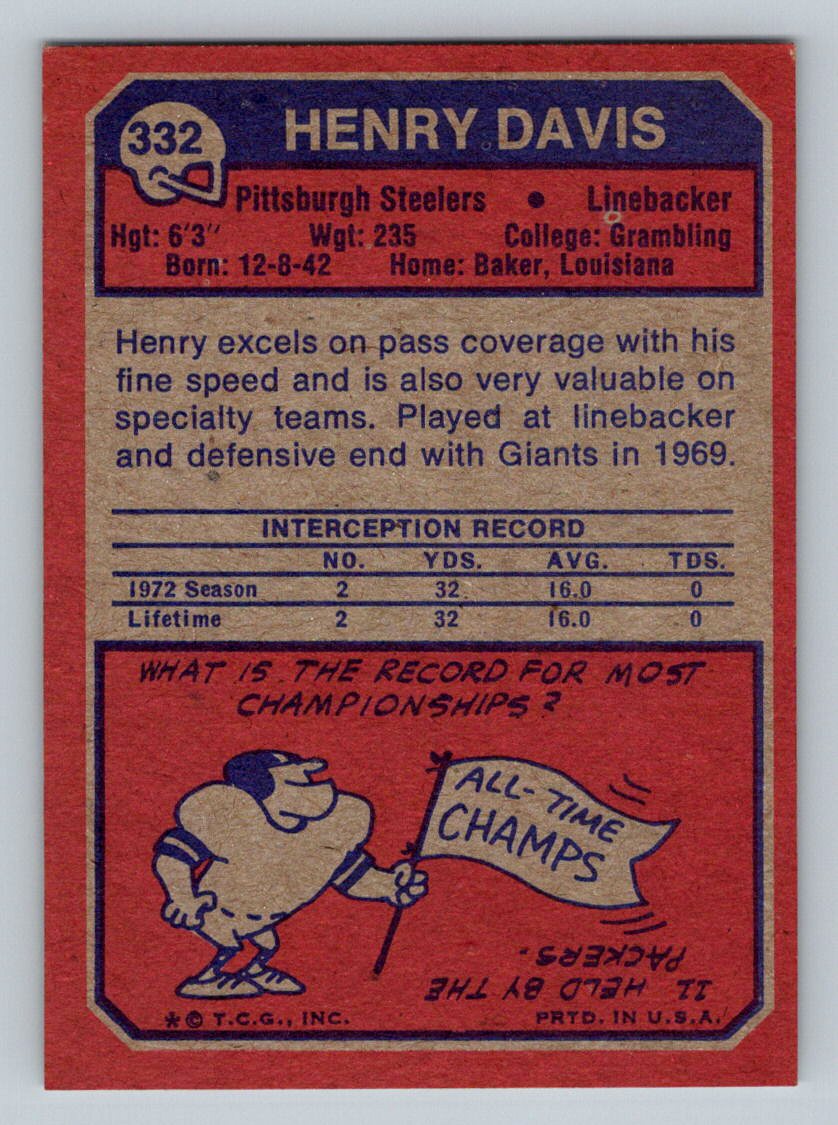 332
HENRY DAVIS
Pittsburgh Steelers • Linebacker
Hgt: 6'3" Wgt: 235 College: Grambling
Born: 12-8-42 Home: Baker, Louisiana
Henry excels on pass coverage with his
fine speed and is also very valuable on
specialty teams. Played at linebacker
and defensive end with Giants in 1969.
INTERCEPTION RECORD
NO. YDS. AVG. TDS.
1972 Season 2 32 16.0 0
Lifetime 2 32 16.0 0
WHAT IS THE RECORD FOR MOST
CHAMPIONSHIPS?
ALL-TIME
CHAMPS
11 HELD BY THE
PACKERS.
* © T.C.G., INC. PRTD. IN U.S.A.